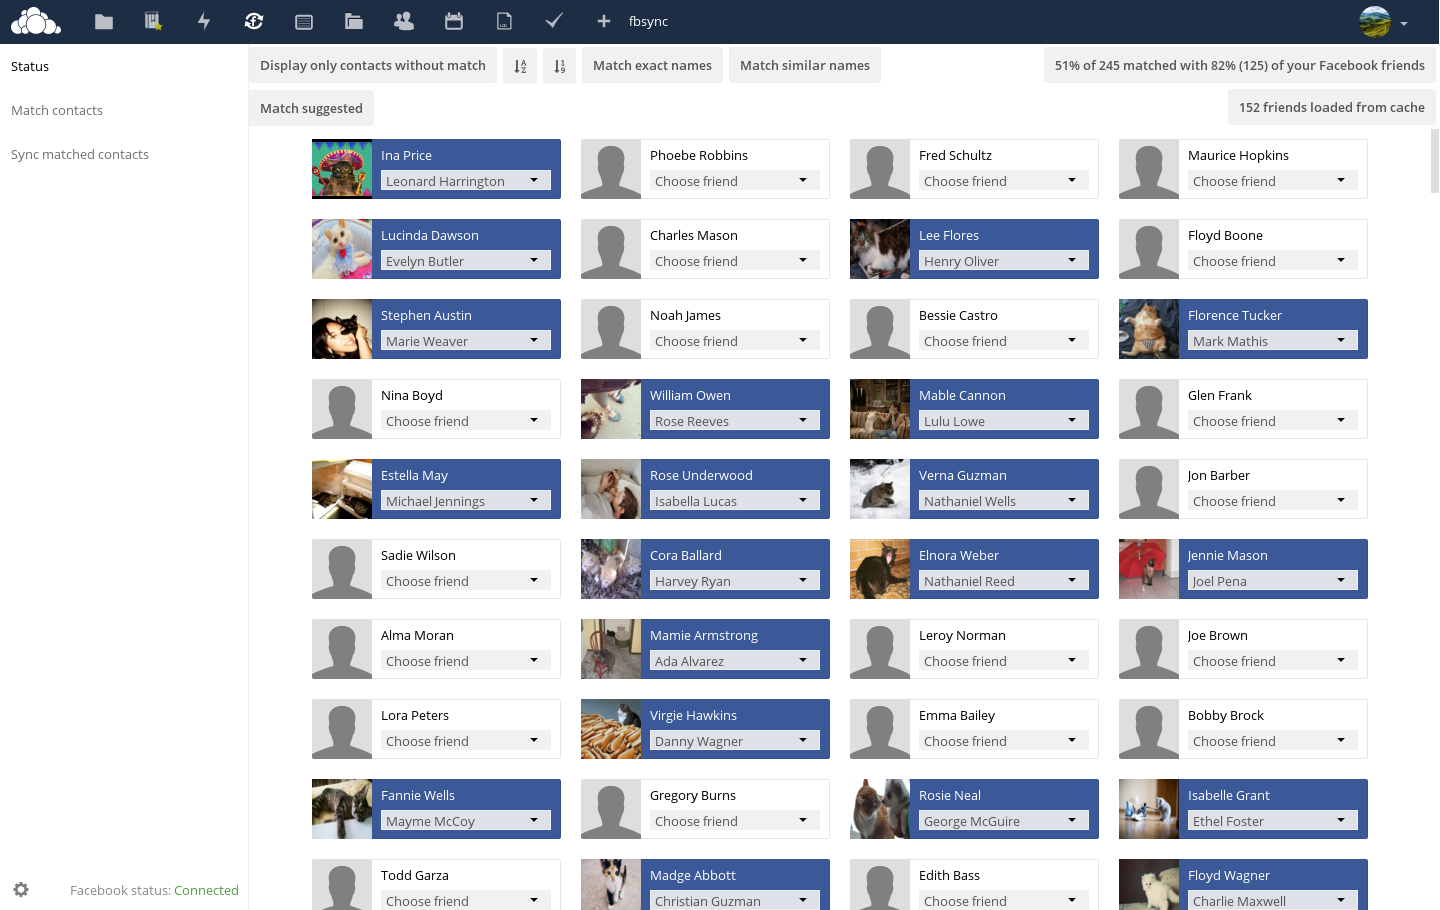 fbsync
Status
Match contacts
Sync matched contacts
Display only contacts without match
Match exact names
Match similar names
51% of 245 matched with 82% (125) of your Facebook friends
Match suggested
152 friends loaded from cache
Ina Price
Leonard Harrington
Phoebe Robbins
Choose friend
Fred Schultz
Choose friend
Maurice Hopkins
Choose friend
Lucinda Dawson
Evelyn Butler
Charles Mason
Choose friend
Lee Flores
Henry Oliver
Floyd Boone
Choose friend
Stephen Austin
Marie Weaver
Noah James
Choose friend
Bessie Castro
Choose friend
Florence Tucker
Mark Mathis
Nina Boyd
Choose friend
William Owen
Rose Reeves
Mable Cannon
Lulu Lowe
Glen Frank
Choose friend
Estella May
Michael Jennings
Rose Underwood
Isabella Lucas
Verna Guzman
Nathaniel Wells
Jon Barber
Choose friend
Sadie Wilson
Choose friend
Cora Ballard
Harvey Ryan
Elnora Weber
Nathaniel Reed
Jennie Mason
Joel Pena
Alma Moran
Choose friend
Mamie Armstrong
Ada Alvarez
Leroy Norman
Choose friend
Joe Brown
Choose friend
Lora Peters
Choose friend
Virgie Hawkins
Danny Wagner
Emma Bailey
Choose friend
Bobby Brock
Choose friend
Fannie Wells
Mayme McCoy
Gregory Burns
Choose friend
Rosie Neal
George McGuire
Isabelle Grant
Ethel Foster
Todd Garza
Choose friend
Madge Abbott
Christian Guzman
Edith Bass
Choose friend
Floyd Wagner
Charlie Maxwell
Facebook status: Connected